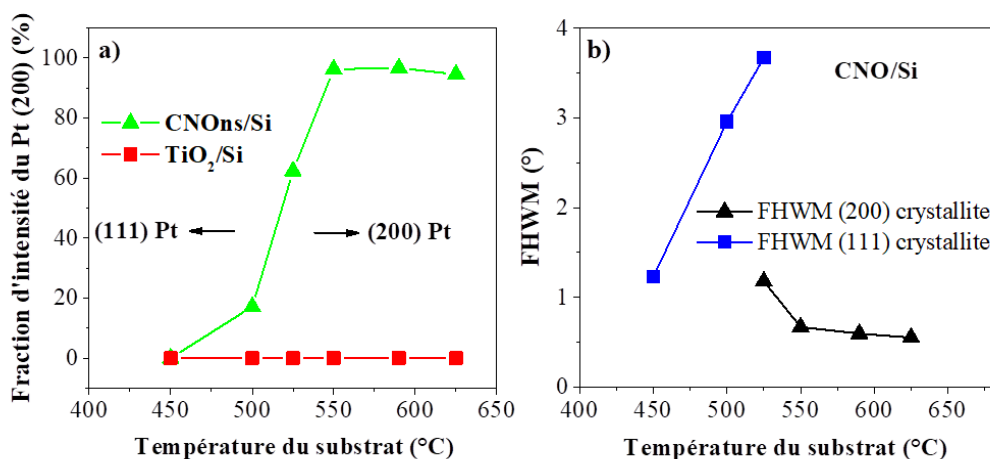 a)
Fraction d'intensité du Pt (200) (%)
100
80
60
40
20
0
CNOns/Si
TiO2/Si
(111) Pt
(200) Pt
400 450 500 550 600 650
Température du substrat (°C)
b)
CNO/Si
FHWM (°)
4
3
2
1
0
FHWM (200) crystallite
FHWM (111) crystallite
400 450 500 550 600 650
Température du substrat (°C)